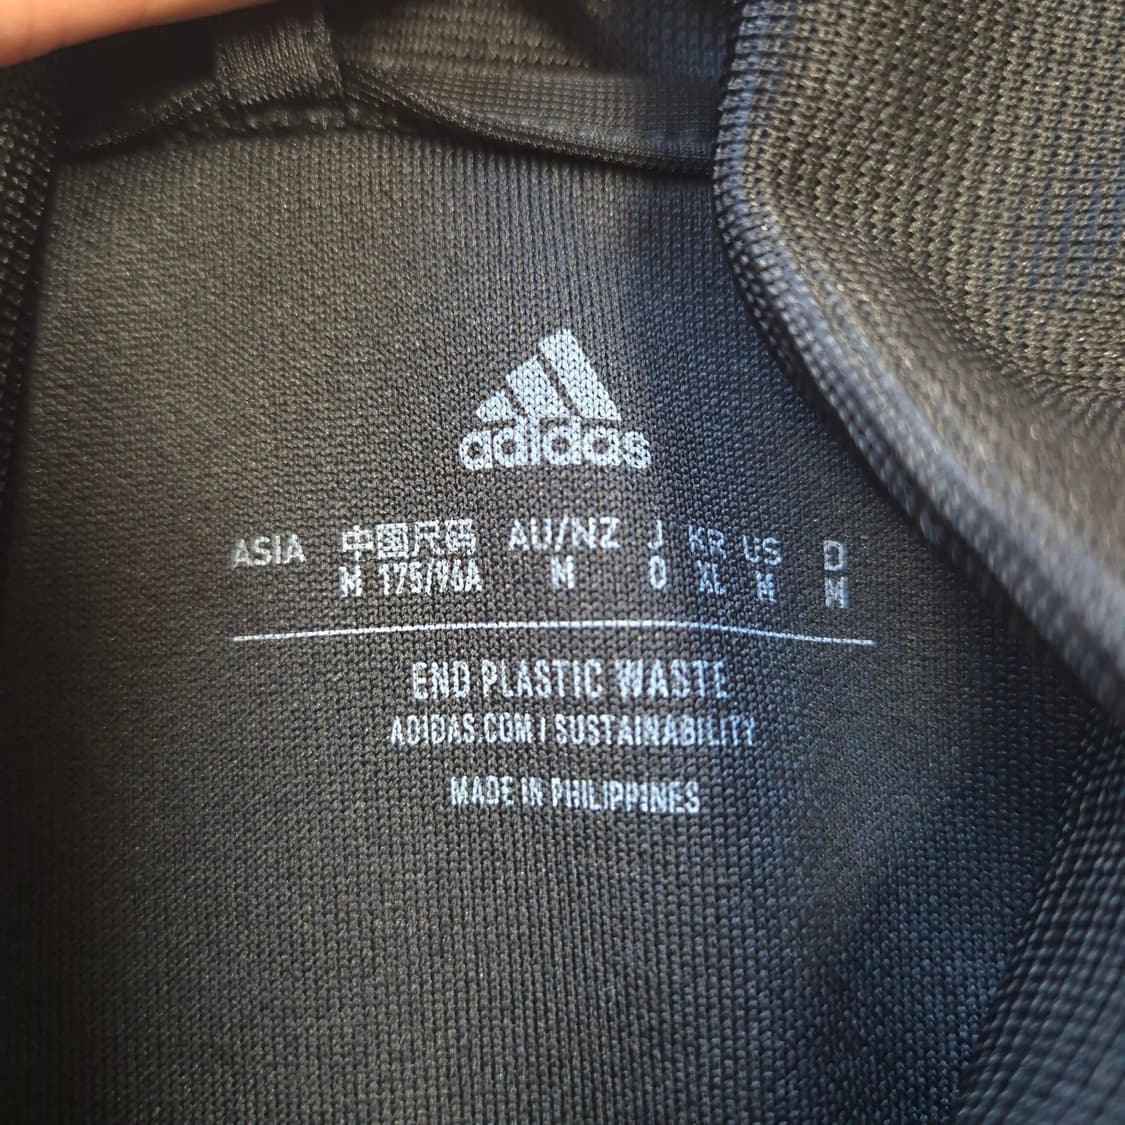 adidas
ASIA 中国尺码 AU/NZ J KR US D
M 175/96A M O XL M M
END PLASTIC WASTE
ADIDAS.COM/SUSTAINABILITY
MADE IN PHILIPPINES